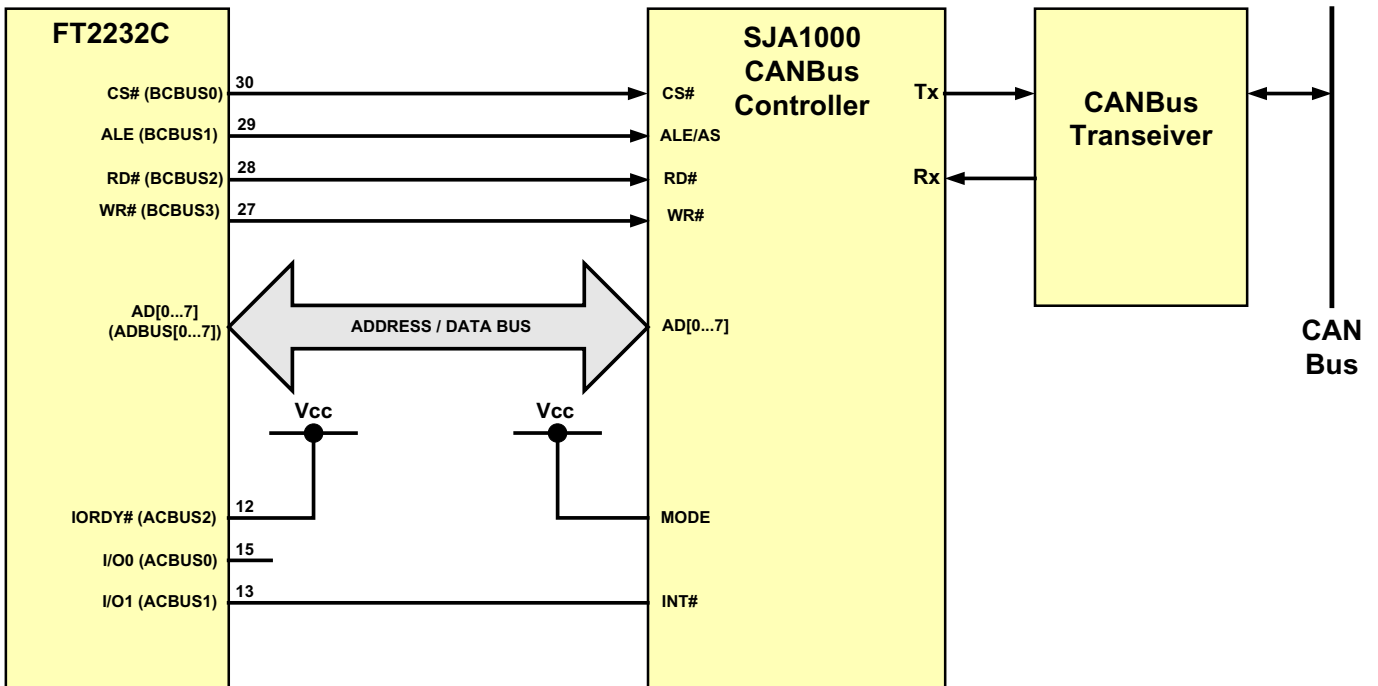 FT2232C
CS# (BCBUS0)
30
ALE (BCBUS1)
29
RD# (BCBUS2)
28
WR# (BCBUS3)
27
AD[0...7]
(ADBUS[0...7])
ADDRESS / DATA BUS
Vcc
Vcc
IORDY# (ACBUS2)
12
I/O0 (ACBUS0)
15
I/O1 (ACBUS1)
13
SJA1000
CANBus
Controller
CS#
ALE/AS
RD#
WR#
AD[0...7]
MODE
INT#
Tx
Rx
CANBus
Transeiver
CAN
Bus